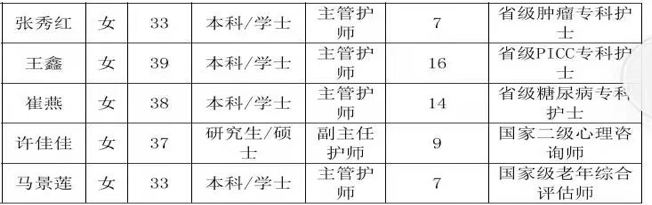 张秀红 女 33 本科/学士 主管护师 7 省级肿瘤专科护士
王鑫 女 39 本科/学士 主管护师 16 省级PICC专科护士
崔燕 女 38 本科/学士 主管护师 14 省级糖尿病专科护士
许佳佳 女 37 研究生/硕士 副主任护师 9 国家二级心理咨询师
马景莲 女 33 本科/学士 主管护师 7 国家级老年综合评估师